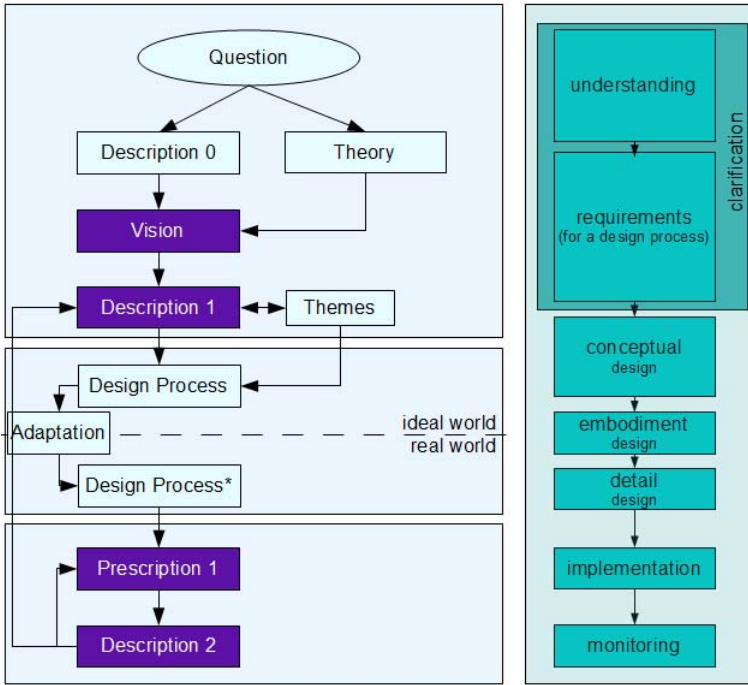 Question
Description 0
Theory
Vision
Description 1
Themes
Design Process
Adaptation
ideal world
real world
Design Process*
Prescription 1
Description 2
understanding
requirements
(for a design process)
clarification
conceptual
design
embodiment
design
detail
design
implementation
monitoring